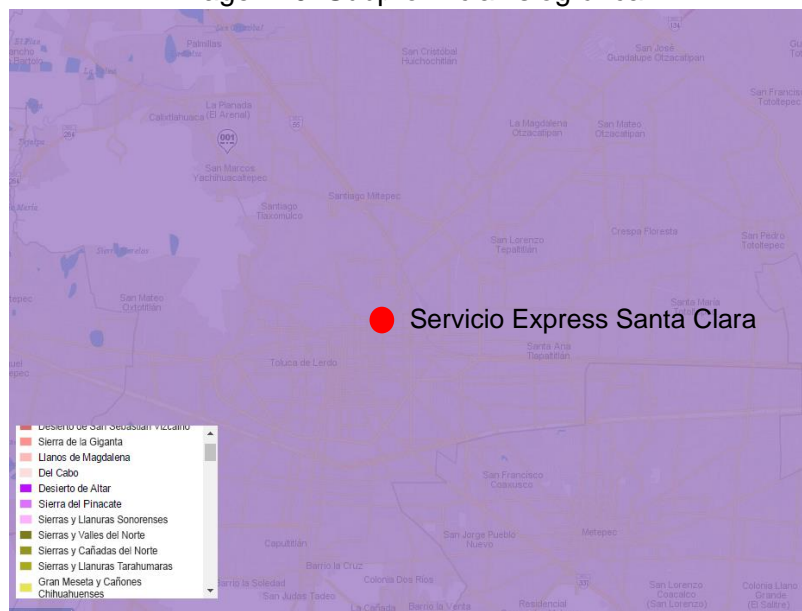 St Blas
Palmillas
San Cristóbal
Huichochitlán
San José
Guadalupe Otzacatipan
La Planada
(El Arenal)
Calixtlahuaca
San Francisco
Totoltepec
La Magdalena
Otzacatipan
San Mateo
Otzacatipan
001
San Marcos
Yachihuacaltepec
Santiago Miltepec
Santiago
Tlaxomulco
Crespa Floresta
San Pedro
Totoltepec
San Lorenzo
Tepaltitlán
San Mateo
Oxtotitlán
Servicio Express Santa Clara
Santa María
Santa Ana
Tlapaltitlán
Toluca de Lerdo
Desierto de San Sebastián Vizcaíno
Sierra de la Giganta
Llanos de Magdalena
Del Cabo
Desierto de Altar
Sierra del Pinacate
Sierras y Llanuras Sonorenses
Sierras y Valles del Norte
Sierras y Cañadas del Norte
Sierras y Llanuras Tarahumaras
Gran Meseta y Cañones
Chihuahuenses
San Francisco
Coaxusco
San Jorge Pueblo
Nuevo
Metepec
Capultitlán
Barrio la Cruz
Barrio la Soledad
Colonia Dos Ríos
San Judas Tadeo
La Cañada
Barrio la Venta
Residencial
San Lorenzo
Coacalco
(San Lorenzo)
Colonia Llano
Grande
(El Salitre)